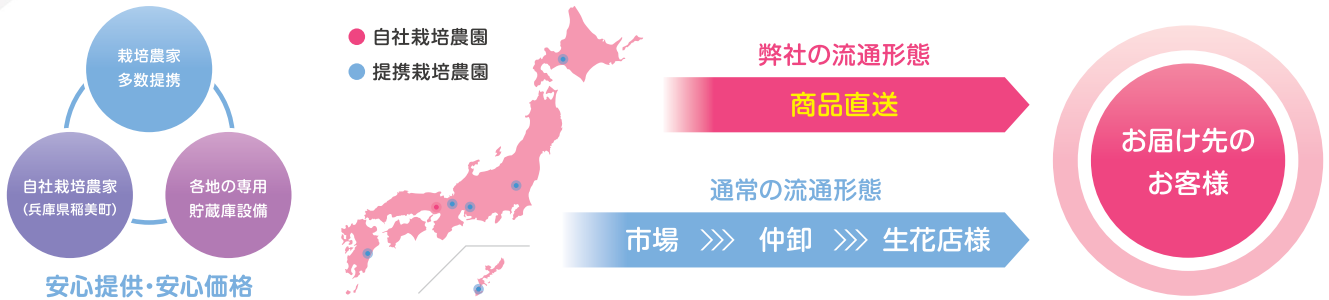 栽培農家
多数提携
自社栽培農家
(兵庫県稲美町)
各地の専用
貯蔵庫設備
安心提供・安心価格
自社栽培農園
提携栽培農園
弊社の流通形態
商品直送
通常の流通形態
市場 >>> 仲卸 >>> 生花店様
お届け先の
お客様